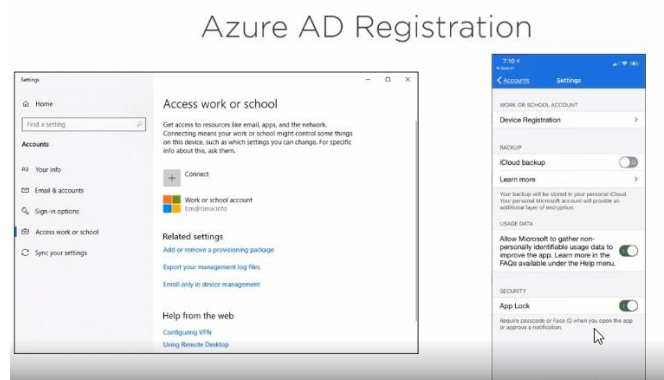 Azure AD Registration
Settings
Home
Find a setting
Accounts
Your info
Email & accounts
Sign-in options
Access work or school
Sync your settings
Access work or school
Get access to resources like email, apps, and the network.
Connecting means your work or school might control some things
on this device, such as which settings you can change. For specific
info about this, ask them.
Connect
Work or school account
tim@timw.info
Related settings
Add or remove a provisioning package
Export your management log files
Enroll only in device management
Help from the web
Configuring VPN
Using Remote Desktop
7:10
Search
Accounts Settings
WORK OR SCHOOL ACCOUNT
Device Registration
BACKUP
iCloud backup
Learn more
Your backup will be stored in your personal iCloud.
Your personal Microsoft account will provide an
additional layer of encryption.
USAGE DATA
Allow Microsoft to gather non-
personally identifiable usage data to
improve the app. Learn more in the
FAQs available under the Help menu.
SECURITY
App Lock
Require passcode or Face ID when you open the app
or approve a notification.